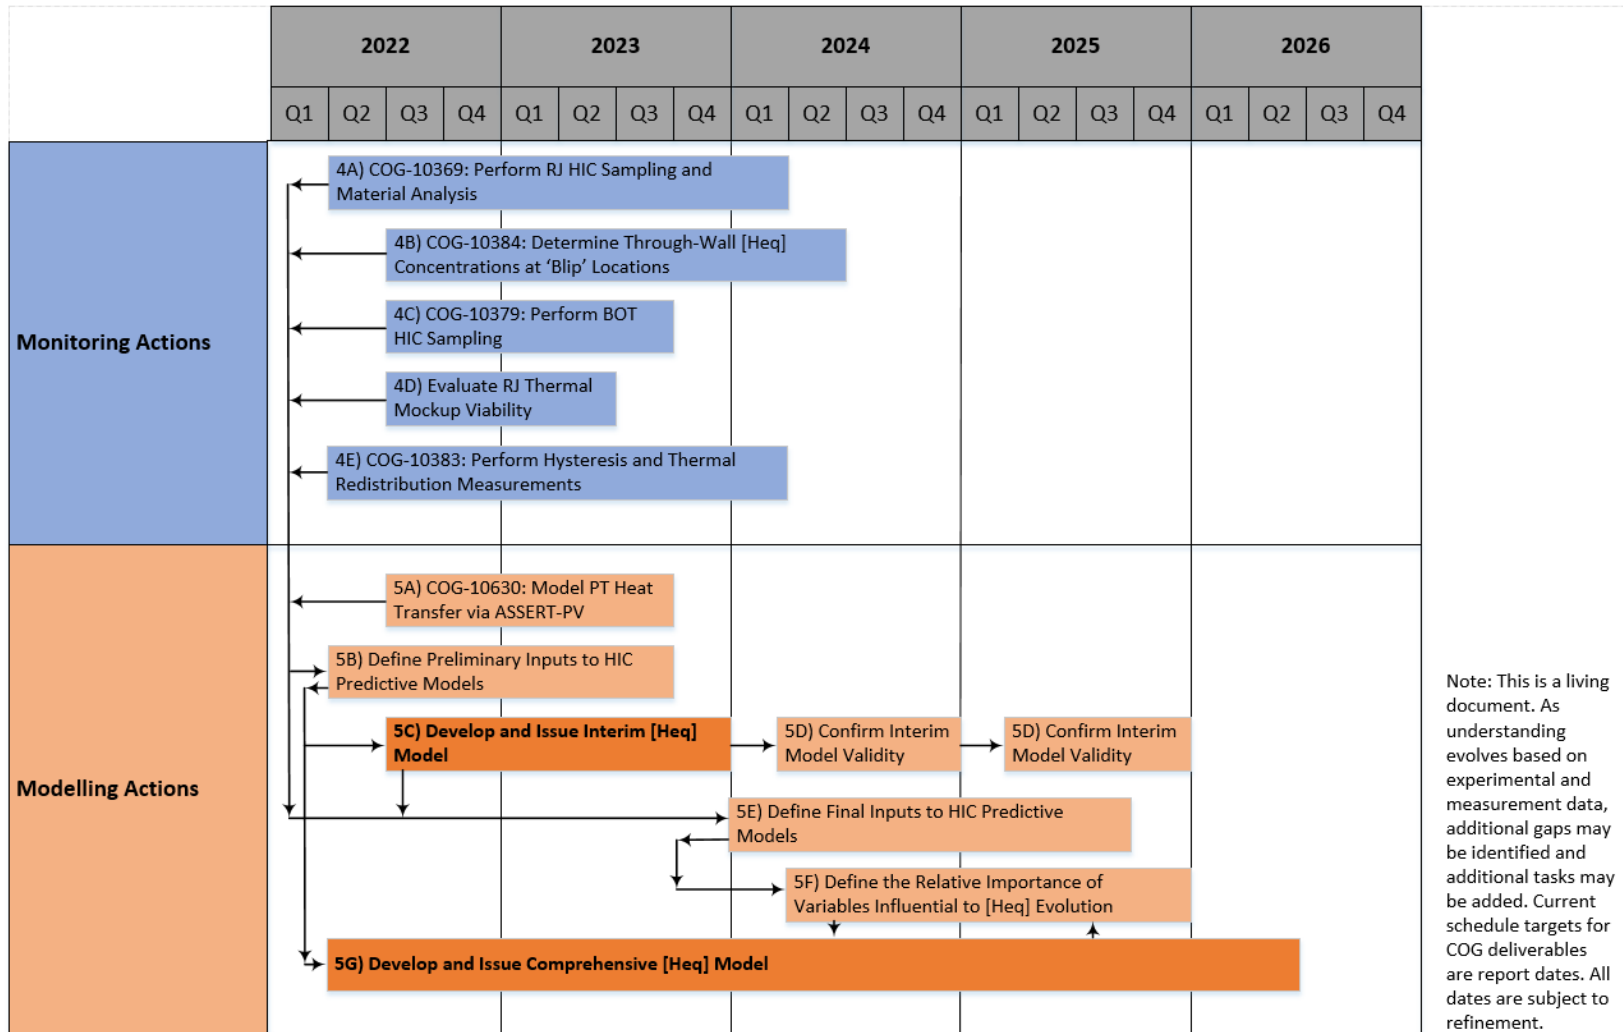 2022 2023 2024 2025 2026
Q1 Q2 Q3 Q4 Q1 Q2 Q3 Q4 Q1 Q2 Q3 Q4 Q1 Q2 Q3 Q4 Q1 Q2 Q3 Q4
Monitoring Actions
4A) COG-10369: Perform RJ HIC Sampling and
Material Analysis
4B) COG-10384: Determine Through-Wall [Heq]
Concentrations at ‘Blip’ Locations
4C) COG-10379: Perform BOT
HIC Sampling
4D) Evaluate RJ Thermal
Mockup Viability
4E) COG-10383: Perform Hysteresis and Thermal
Redistribution Measurements
Modelling Actions
5A) COG-10630: Model PT Heat
Transfer via ASSERT-PV
5B) Define Preliminary Inputs to HIC
Predictive Models
5C) Develop and Issue Interim [Heq]
Model
5D) Confirm Interim
Model Validity
5D) Confirm Interim
Model Validity
5E) Define Final Inputs to HIC Predictive
Models
5F) Define the Relative Importance of
Variables Influential to [Heq] Evolution
5G) Develop and Issue Comprehensive [Heq] Model
Note: This is a living
document. As
understanding
evolves based on
experimental and
measurement data,
additional gaps may
be identified and
additional tasks may
be added. Current
schedule targets for
COG deliverables
are report dates. All
dates are subject to
refinement.